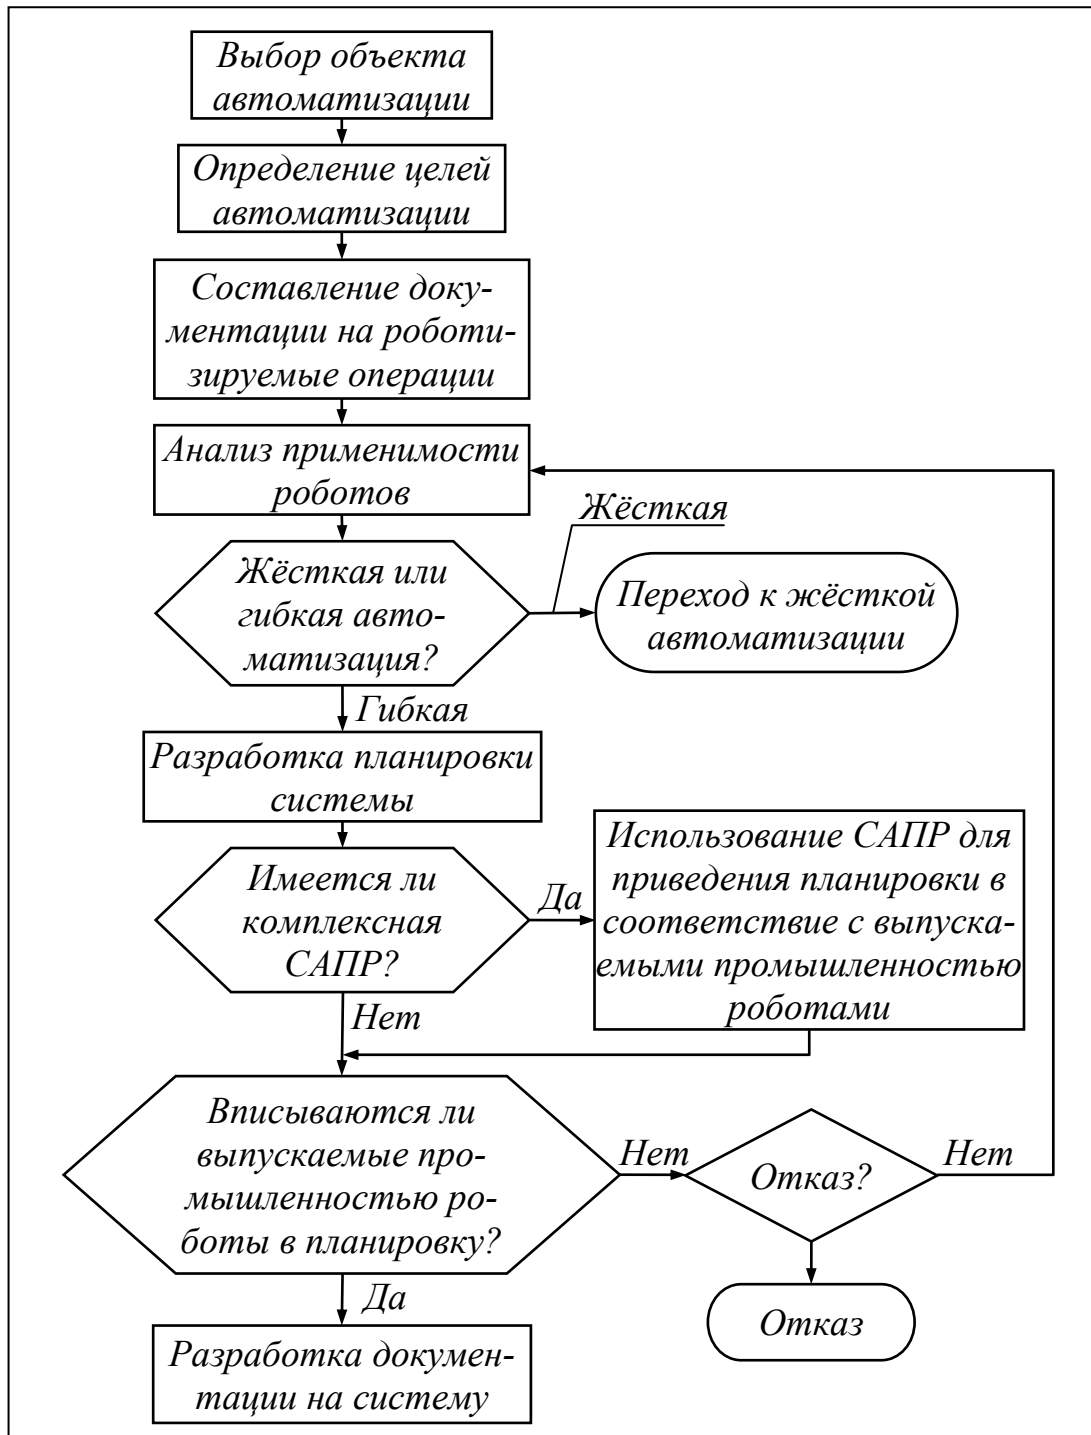 Выбор объекта
автоматизации
Определение целей
автоматизации
Составление доку-
ментации на роботи-
зируемые операции
Анализ применимости
роботов
Жёсткая
Жёсткая или
гибкая авто-
матизация?
Переход к жёсткой
автоматизации
Гибкая
Разработка планировки
системы
Имеется ли
комплексная
САПР?
Да
Использование САПР для
приведения планировки в
соответствие с выпуска-
емыми промышленностью
роботами
Нет
Вписываются ли
выпускаемые про-
мышленностью ро-
боты в планировку?
Нет
Отказ?
Нет
Да
Отказ
Разработка докумен-
тации на систему